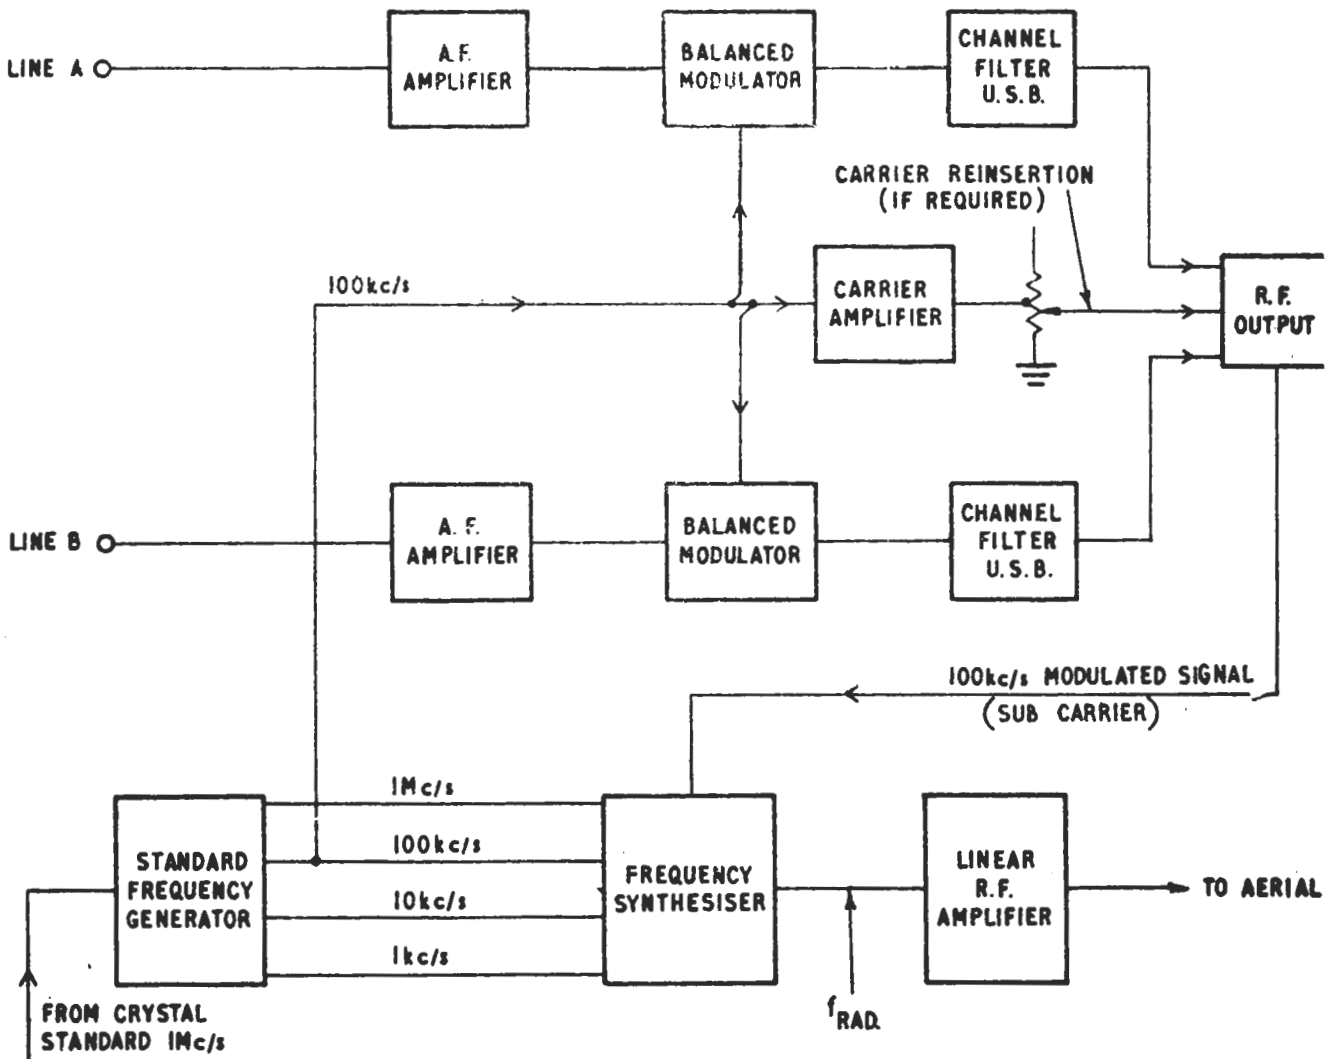 LINE A
A.F.
AMPLIFIER
BALANCED
MODULATOR
CHANNEL
FILTER
U.S.B.
CARRIER REINSERTION
(IF REQUIRED)
100kc/s
CARRIER
AMPLIFIER
R.F.
OUTPUT
LINE B
A.F.
AMPLIFIER
BALANCED
MODULATOR
CHANNEL
FILTER
U.S.B.
100kc/s MODULATED SIGNAL
(SUB CARRIER)
STANDARD
FREQUENCY
GENERATOR
1Mc/s
100kc/s
10kc/s
1kc/s
FREQUENCY
SYNTHESISER
LINEAR
R.F.
AMPLIFIER
TO AERIAL
fRAD.
FROM CRYSTAL
STANDARD 1Mc/s